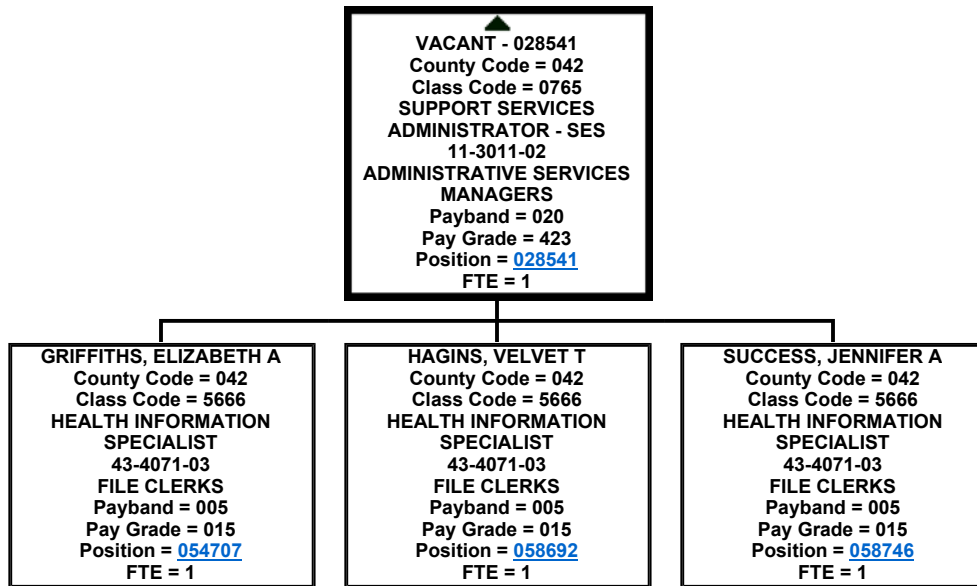 VACANT - 028541
County Code = 042
Class Code = 0765
SUPPORT SERVICES
ADMINISTRATOR - SES
11-3011-02
ADMINISTRATIVE SERVICES
MANAGERS
Payband = 020
Pay Grade = 423
Position = 028541
FTE = 1
GRIFFITHS, ELIZABETH A
County Code = 042
Class Code = 5666
HEALTH INFORMATION
SPECIALIST
43-4071-03
FILE CLERKS
Payband = 005
Pay Grade = 015
Position = 054707
FTE = 1
HAGINS, VELVET T
County Code = 042
Class Code = 5666
HEALTH INFORMATION
SPECIALIST
43-4071-03
FILE CLERKS
Payband = 005
Pay Grade = 015
Position = 058692
FTE = 1
SUCCESS, JENNIFER A
County Code = 042
Class Code = 5666
HEALTH INFORMATION
SPECIALIST
43-4071-03
FILE CLERKS
Payband = 005
Pay Grade = 015
Position = 058746
FTE = 1